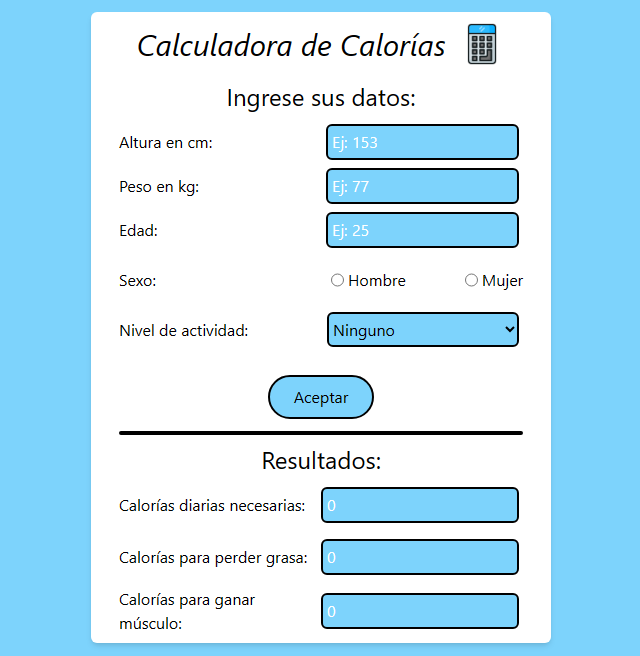 Calculadora de Calorías
Ingrese sus datos:
Altura en cm:
Ej: 153
Peso en kg:
Ej: 77
Edad:
Ej: 25
Sexo:
Hombre
Mujer
Nivel de actividad:
Ninguno
Aceptar
Resultados:
Calorías diarias necesarias:
0
Calorías para perder grasa:
0
Calorías para ganar
músculo:
0